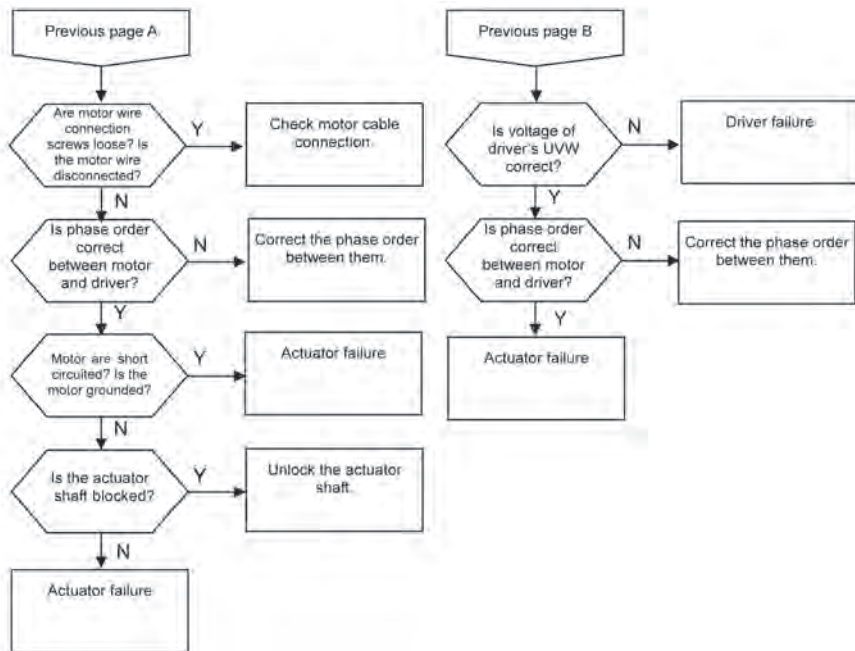 Previous page A
Are motor wire
connection
screws loose? Is
the motor wire
disconnected?
Y
Check motor cable
connection.
N
Is phase order
correct
between motor
and driver?
N
Correct the phase order
between them.
Y
Motor are short
circuited? Is the
motor grounded?
Y
Actuator failure
N
Is the actuator
shaft blocked?
Y
Unlock the actuator
shaft.
N
Actuator failure
Previous page B
Is voltage of
driver's UVW
correct?
N
Driver failure
Y
Is phase order
correct
between motor
and driver?
N
Correct the phase order
between them.
Y
Actuator failure